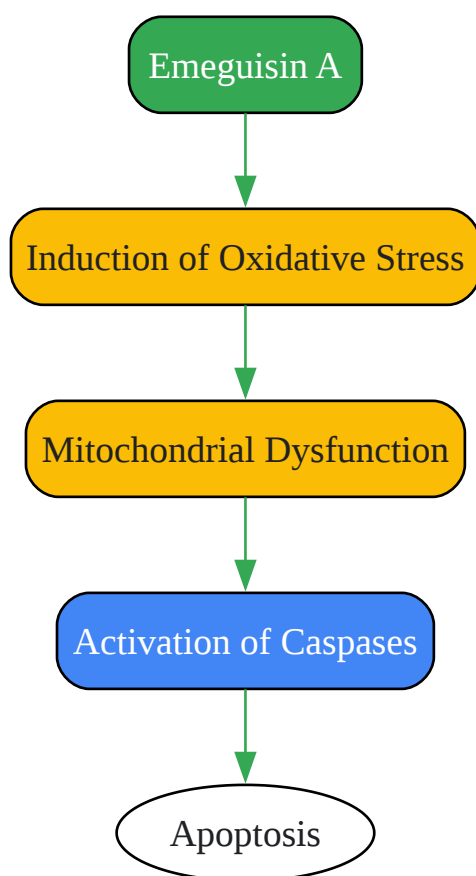 Emeguisin A
Induction of Oxidative Stress
Mitochondrial Dysfunction
Activation of Caspases
Apoptosis